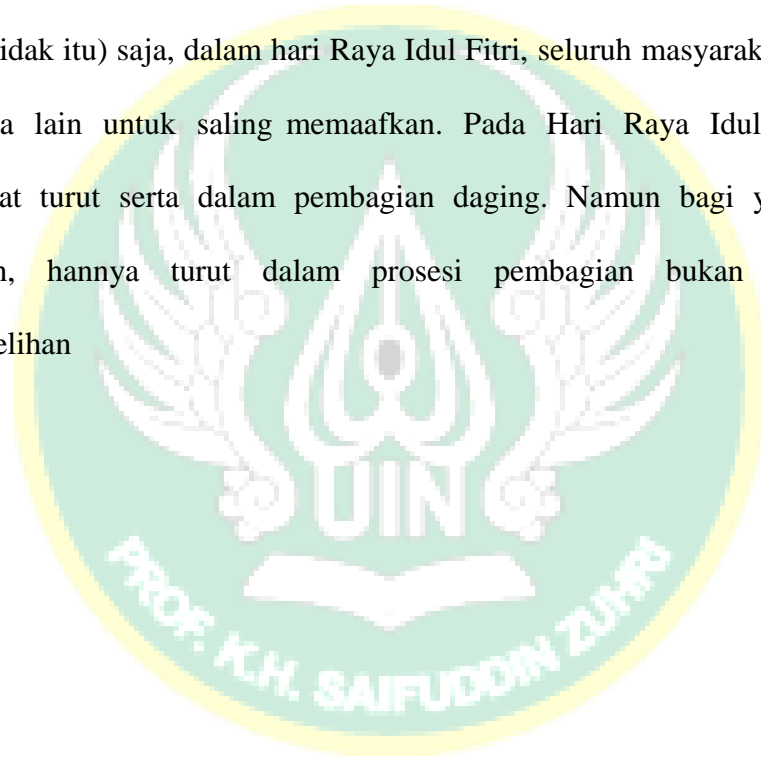 idak itu) saja, dalam hari Raya Idul Fitri, seluruh masyarak
a lain untuk saling memaafkan. Pada Hari Raya Idul
at turut serta dalam pembagian daging. Namun bagi y
n, hannya turut dalam prosesi pembagian bukan
elihan
UIN
PROF. K.H. SAIFUDDIN ZUHRI